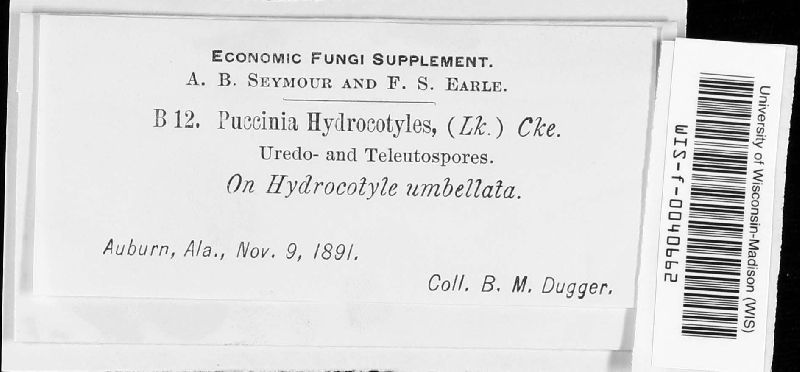 ECONOMIC FUNGI SUPPLEMENT.
A. B. SEYMOUR AND F. S. EARLE.
B 12. Puccinia Hydrocotyles, (Lk.) Cke.
Uredo- and Teleutospores.
On Hydrocotyle umbellata.
Auburn, Ala., Nov. 9, 1891.
Coll. B. M. Dugger.
University of Wisconsin-Madison (WIS)
WIS-f-0040662